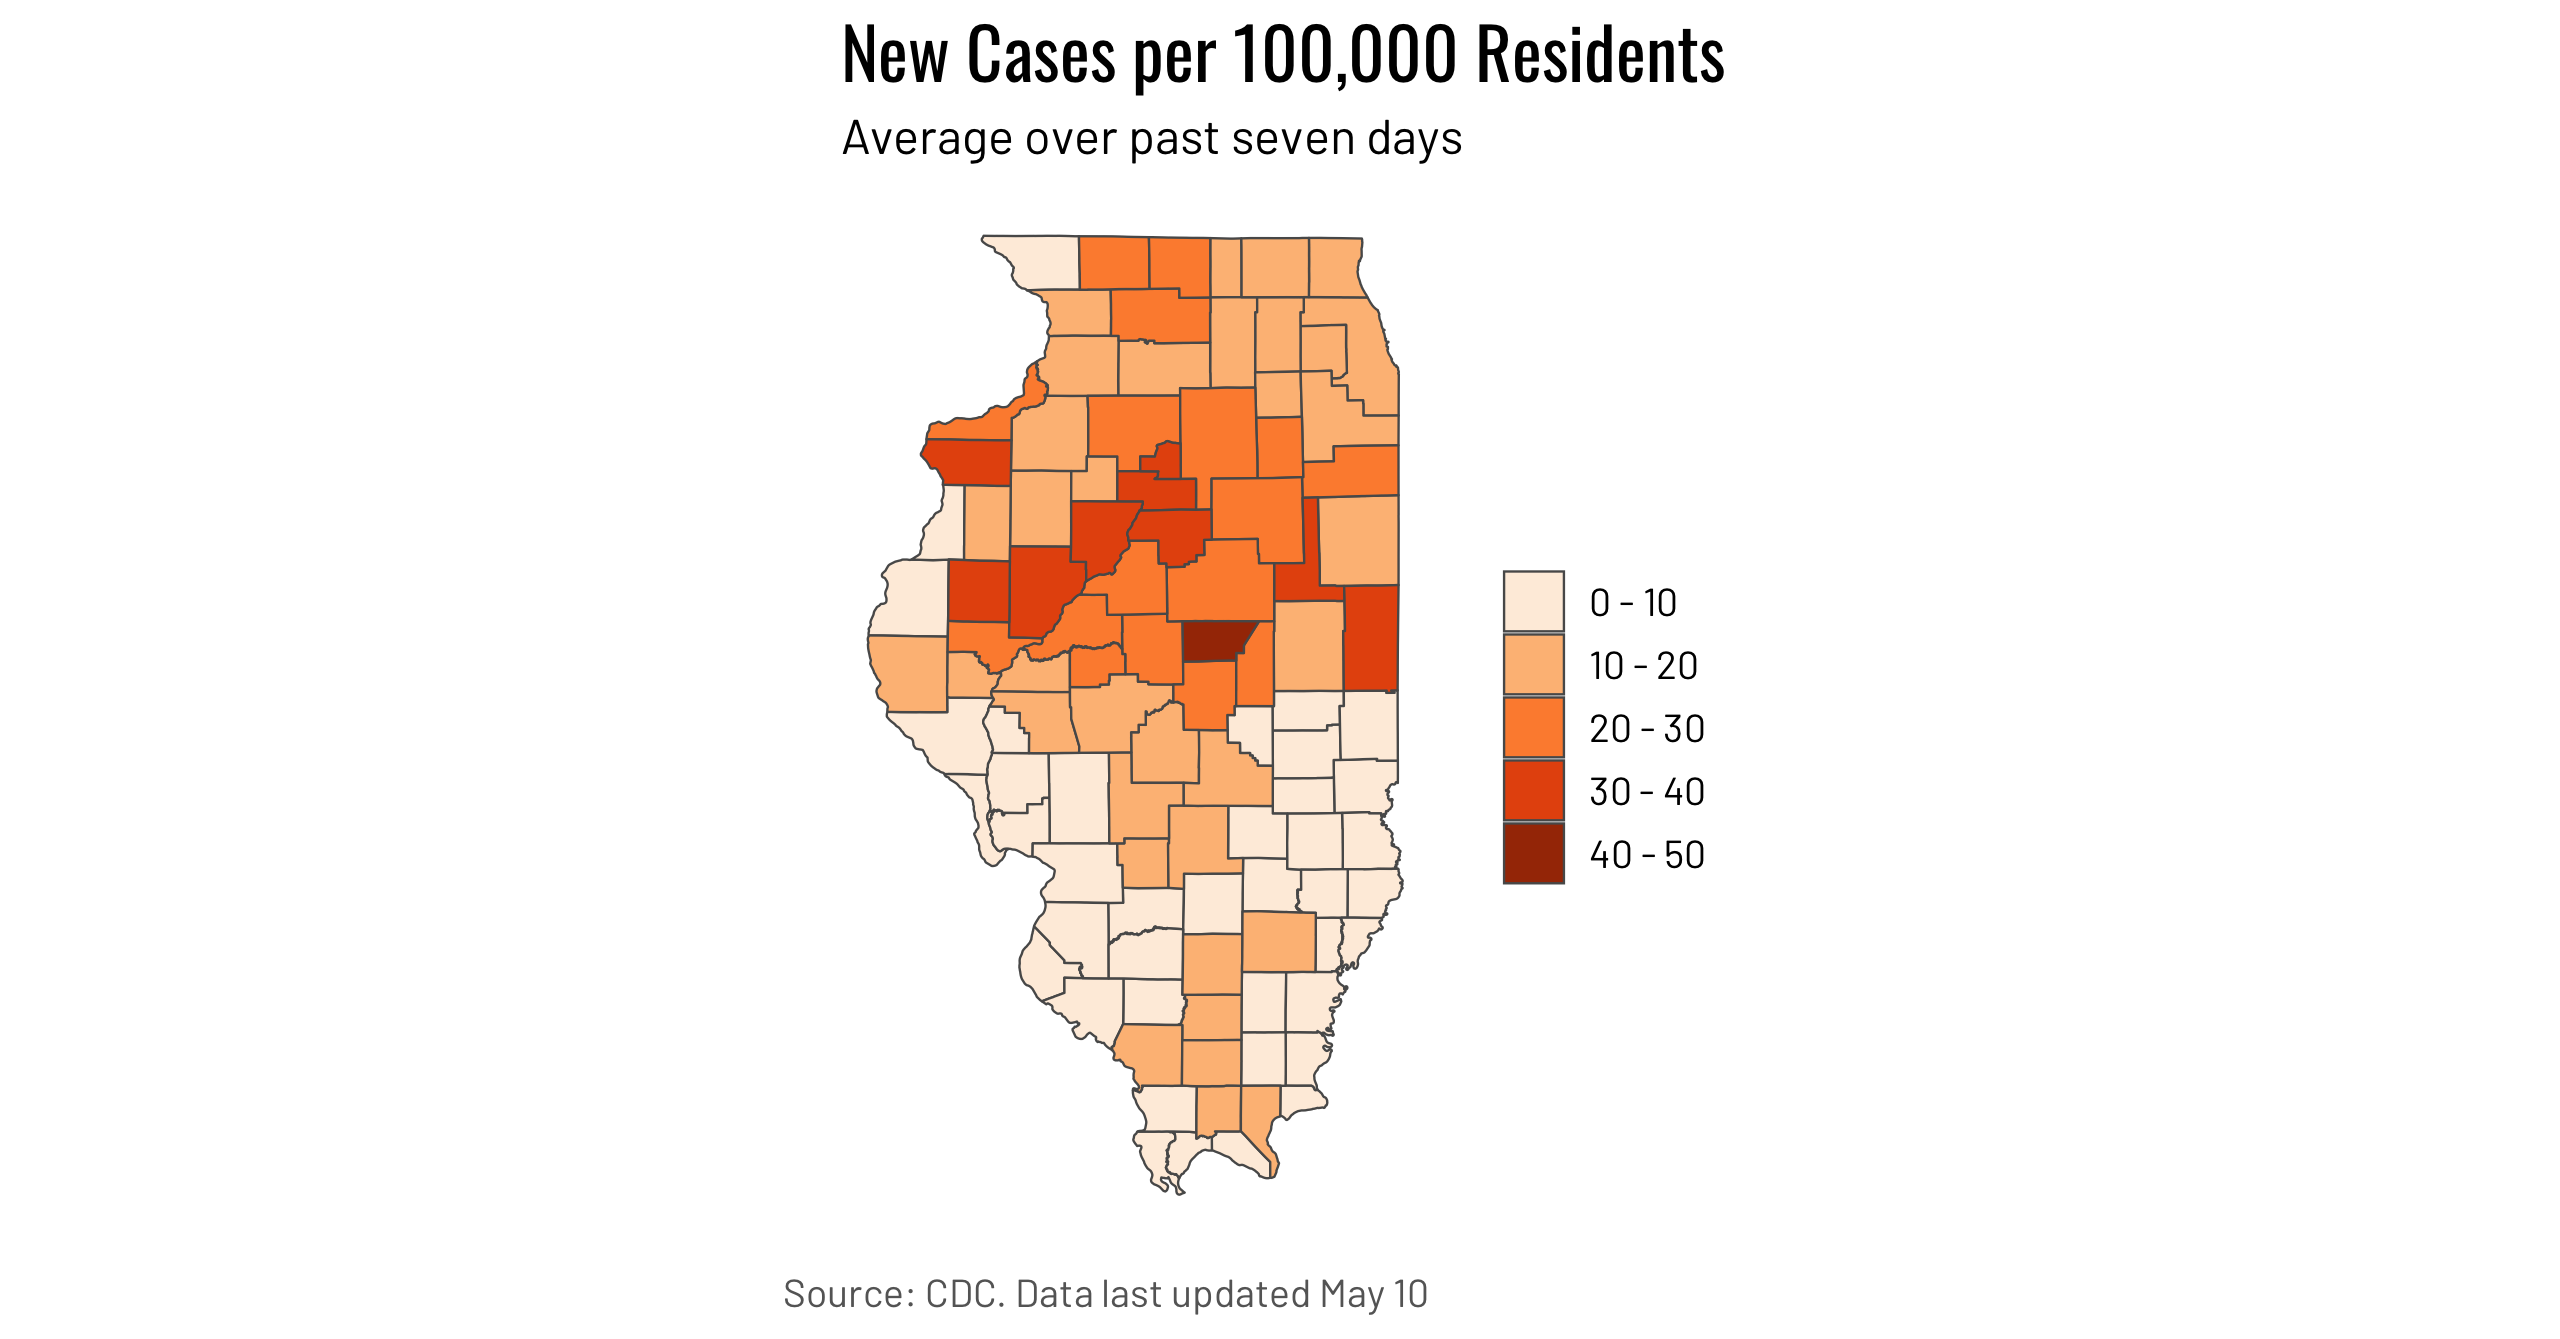 New Cases per 100,000 Residents
Average over past seven days
0 - 10
10 - 20
20 - 30
30 - 40
40 - 50
Source: CDC. Data last updated May 10